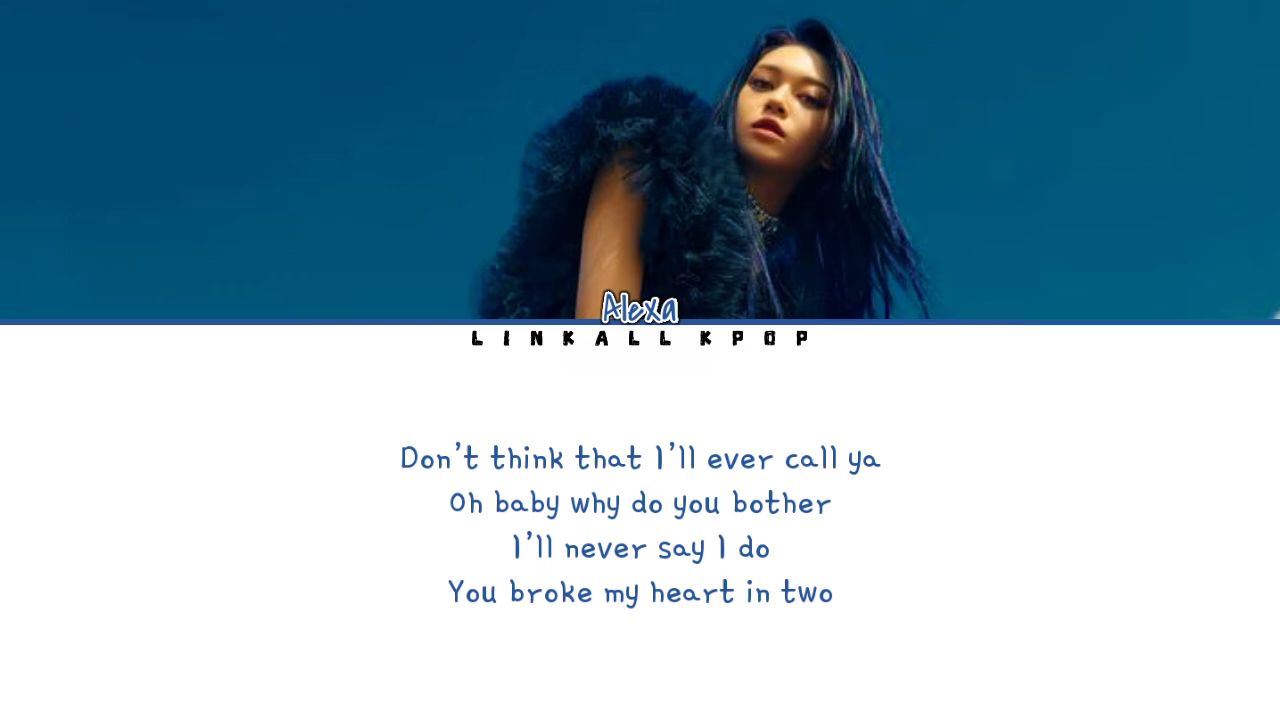 Alexa
LINKALL KPOP
Don't think that I'll ever call ya
Oh baby why do you bother
I'll never say I do
You broke my heart in two